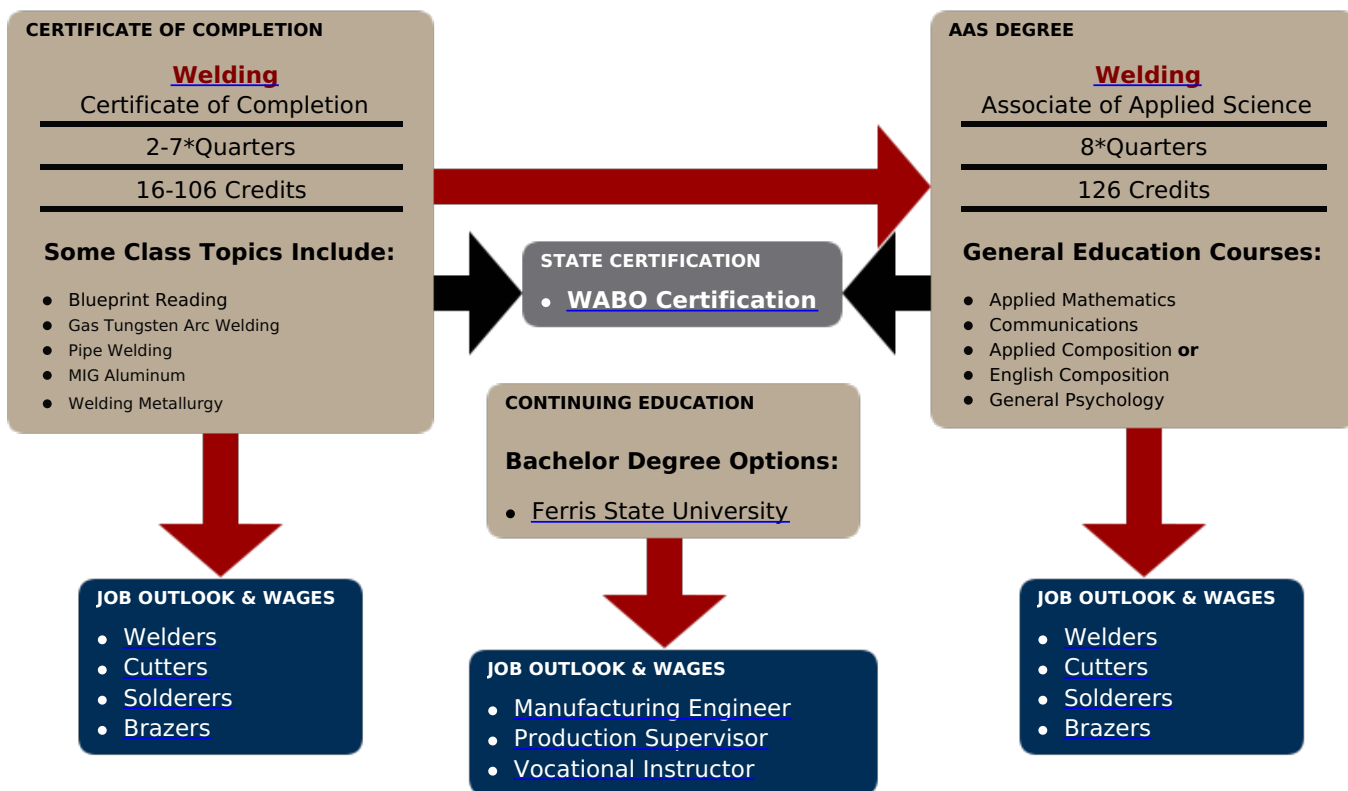 CERTIFICATE OF COMPLETION
Welding
Certificate of Completion
2-7*Quarters
16-106 Credits
Some Class Topics Include:
● Blueprint Reading
● Gas Tungsten Arc Welding
● Pipe Welding
● MIG Aluminum
● Welding Metallurgy
STATE CERTIFICATION
● WABO Certification
AAS DEGREE
Welding
Associate of Applied Science
8*Quarters
126 Credits
General Education Courses:
● Applied Mathematics
● Communications
● Applied Composition or
● English Composition
● General Psychology
CONTINUING EDUCATION
Bachelor Degree Options:
● Ferris State University
JOB OUTLOOK & WAGES
● Welders
● Cutters
● Solderers
● Brazers
JOB OUTLOOK & WAGES
● Manufacturing Engineer
● Production Supervisor
● Vocational Instructor
JOB OUTLOOK & WAGES
● Welders
● Cutters
● Solderers
● Brazers